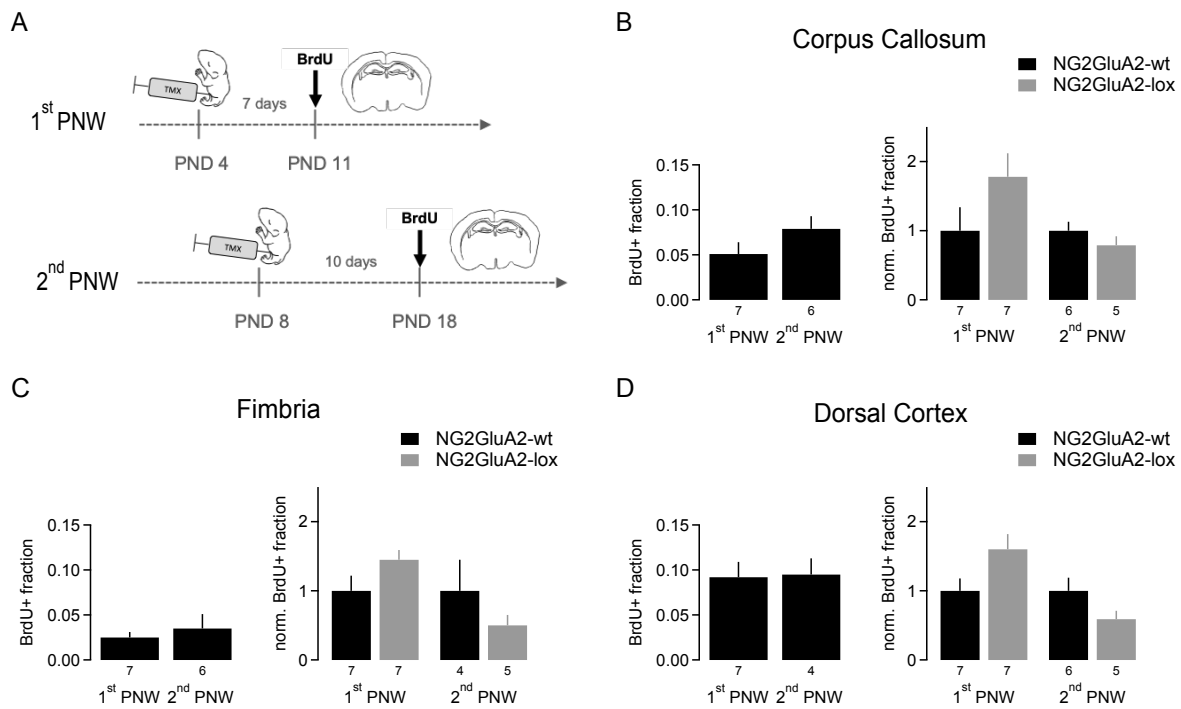 A
TMX
7 days
BrdU
1st PNW
PND 4
PND 11
TMX
10 days
BrdU
2nd PNW
PND 8
PND 18
B
Corpus Callosum
NG2GluA2-wt
NG2GluA2-lox
BrdU+ fraction
0.15
0.10
0.05
0.00
7 6
1st PNW 2nd PNW
norm. BrdU+ fraction
2
1
0
7 7 6 5
1st PNW 2nd PNW
C
Fimbria
NG2GluA2-wt
NG2GluA2-lox
BrdU+ fraction
0.15
0.10
0.05
0.00
7 6
1st PNW 2nd PNW
norm. BrdU+ fraction
2
1
0
7 7 4 5
1st PNW 2nd PNW
D
Dorsal Cortex
NG2GluA2-wt
NG2GluA2-lox
BrdU+ fraction
0.15
0.10
0.05
0.00
7 4
1st PNW 2nd PNW
norm. BrdU+ fraction
2
1
0
7 7 6 5
1st PNW 2nd PNW